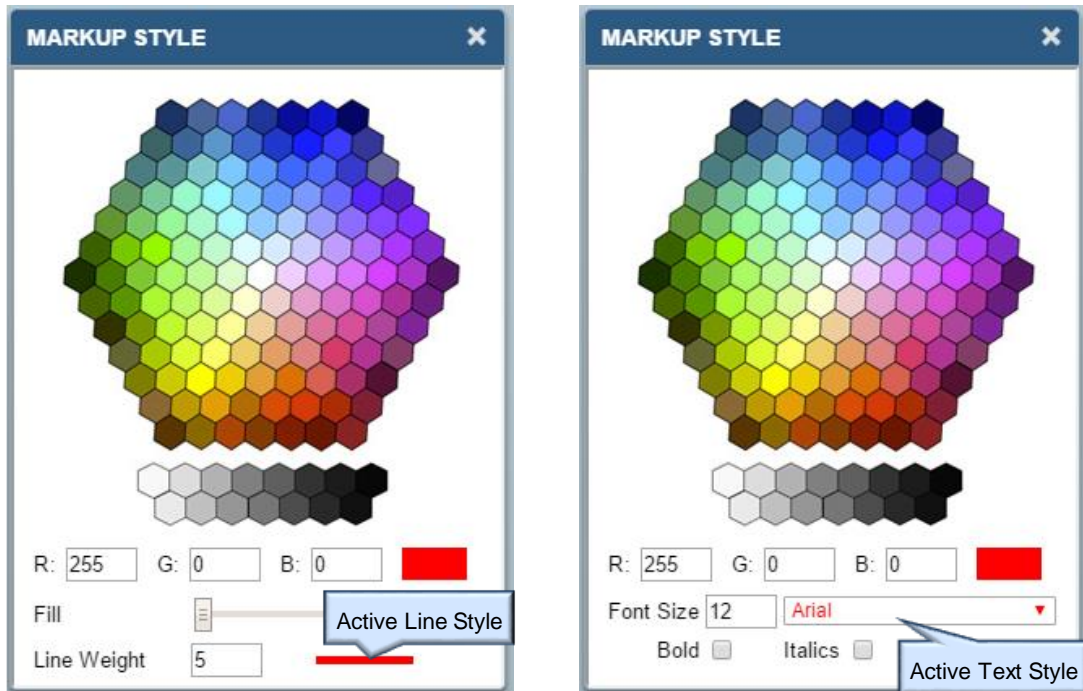 MARKUP STYLE ×
R: 255 G: 0 B: 0
Fill
Active Line Style
Line Weight 5
MARKUP STYLE ×
R: 255 G: 0 B: 0
Font Size 12 Arial
Bold Italics
Active Text Style